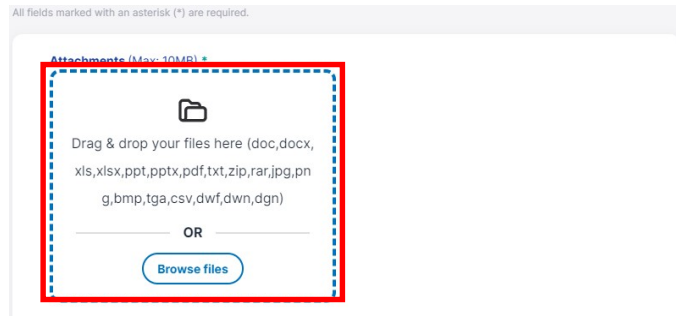 All fields marked with an asterisk (*) are required.
Attachments (Max: 10MB) *
Drag & drop your files here (doc,docx,
xls,xlsx,ppt,pptx,pdf,txt,zip,rar,jpg,pn
g,bmp,tga,csv,dwf,dwn,dgn)
OR
Browse files